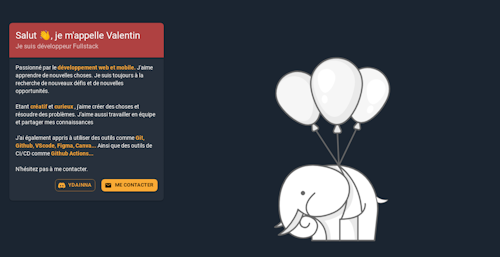 Salut 👋, je m'appelle Valentin
Je suis développeur Fullstack
Passionné par le développement web et mobile. J'aime
apprendre de nouvelles choses. Je suis toujours à la
recherche de nouveaux défis et de nouvelles
opportunités.
Etant créatif et curieux , j'aime créer des choses et
résoudre des problèmes. J'aime aussi travailler en équipe
et partager mes connaissances
J'ai également appris à utiliser des outils comme Git,
Github, VScode, Figma, Canva... Ainsi que des outils de
CI/CD comme Github Actions...
N'hésitez pas à me contacter.
YDAINNA
ME CONTACTER